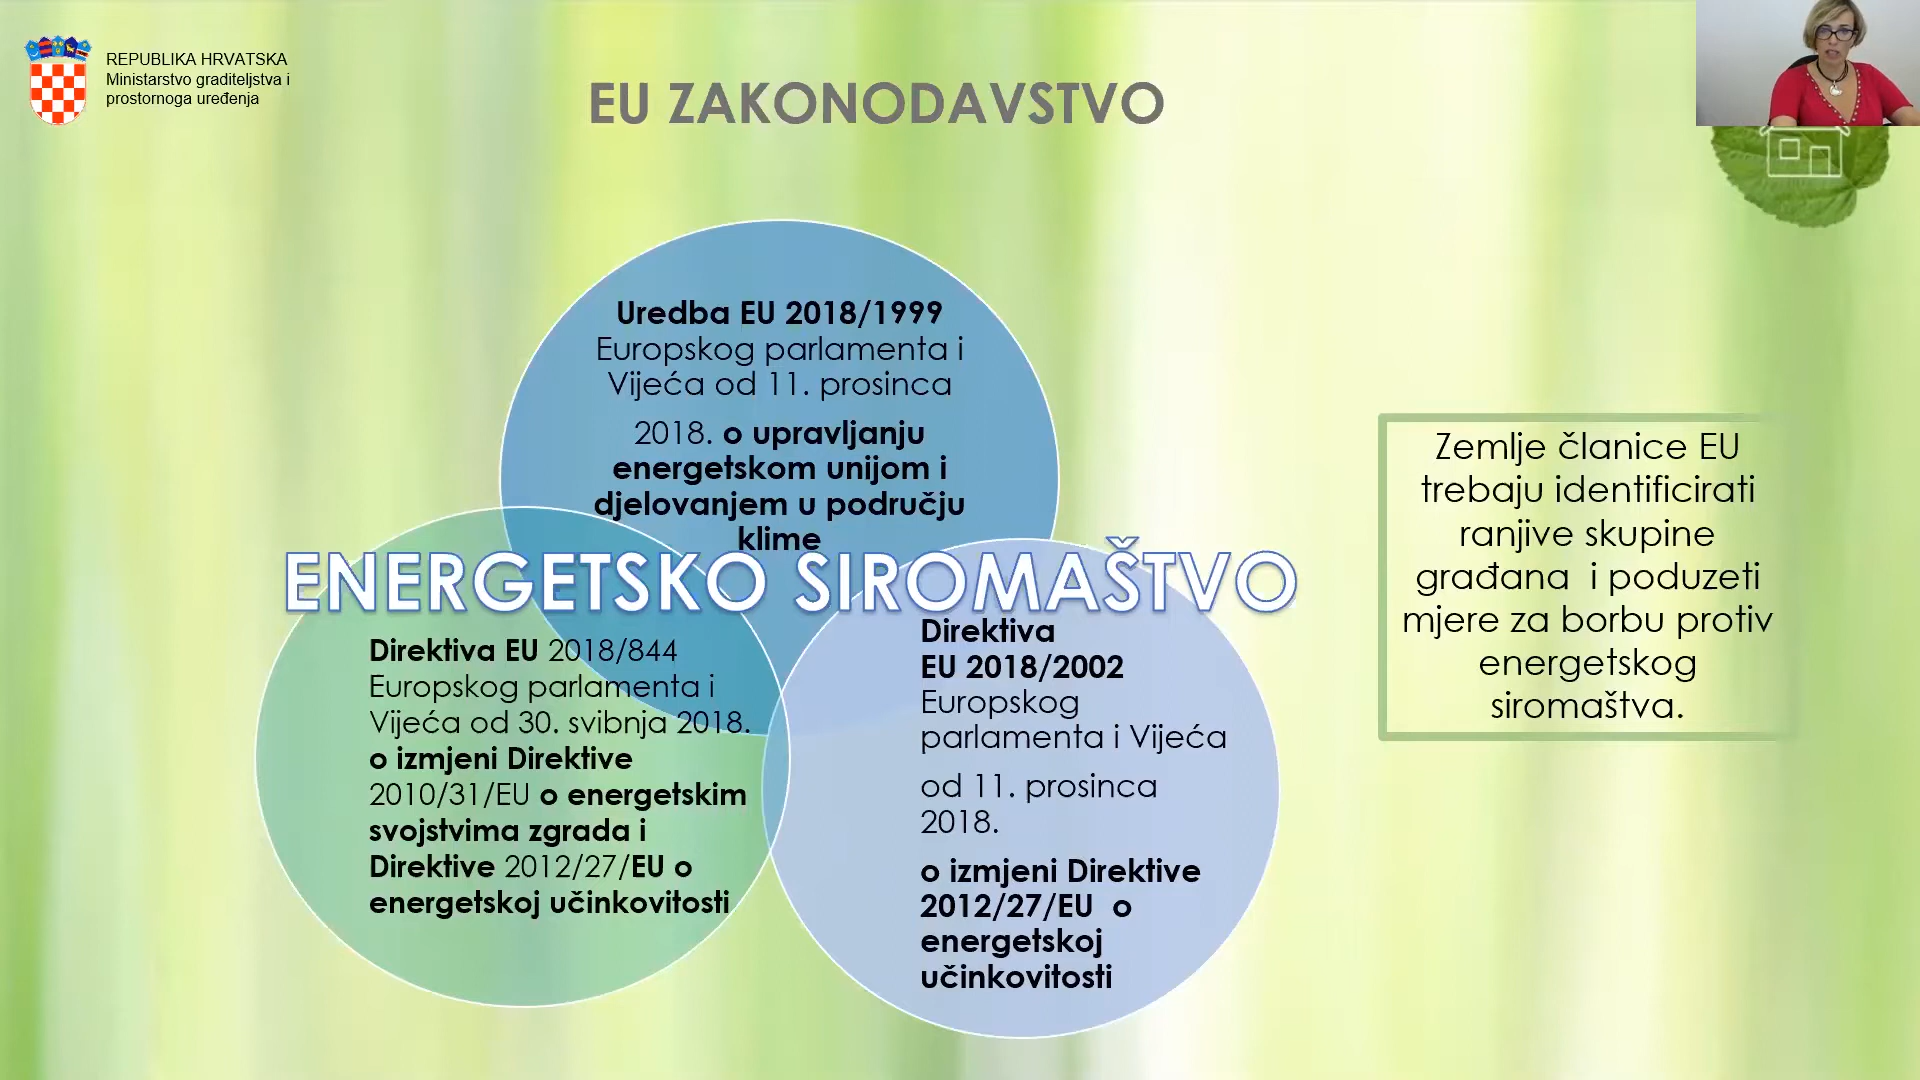 REPUBLIKA HRVATSKA
Ministarstvo graditeljstva i
prostornoga uređenja
EU ZAKONODAVSTVO
Uredba EU 2018/1999
Europskog parlamenta i
Vijeća od 11. prosinca
2018. o upravljanju
energetskom unijom i
djelovanjem u području
klime
ENERGETSKO SIROMAŠTVO
Direktiva EU 2018/844
Europskog parlamenta i
Vijeća od 30. svibnja 2018.
o izmjeni Direktive
2010/31/EU o energetskim
svojstvima zgrada i
Direktive 2012/27/EU o
energetskoj učinkovitosti
Direktiva
EU 2018/2002
Europskog
parlamenta i Vijeća
od 11. prosinca
2018.
o izmjeni Direktive
2012/27/EU o
energetskoj
učinkovitosti
Zemlje članice EU
trebaju identificirati
ranjive skupine
građana i poduzeti
mjere za borbu protiv
energetskog
siromaštva.